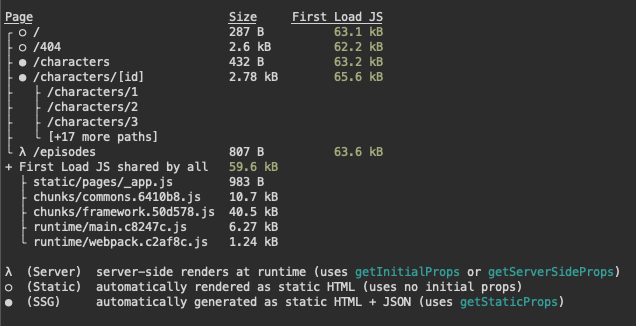 Page Size First Load JS
┌ ○ / 287 B 63.1 kB
├ ○ /404 2.6 kB 62.2 kB
├ ● /characters 432 B 63.2 kB
├ ● /characters/[id] 2.78 kB 65.6 kB
├ ├ /characters/1
├ ├ /characters/2
├ ├ /characters/3
├ └ [+17 more paths]
└ λ /episodes 807 B 63.6 kB
+ First Load JS shared by all 59.6 kB
├ static/pages/_app.js 983 B
├ chunks/commons.6410b8.js 10.7 kB
├ chunks/framework.50d578.js 40.5 kB
├ runtime/main.c8247c.js 6.27 kB
└ runtime/webpack.c2af8c.js 1.24 kB
λ (Server) server-side renders at runtime (uses getInitialProps or getServerSideProps)
○ (Static) automatically rendered as static HTML (uses no initial props)
● (SSG) automatically generated as static HTML + JSON (uses getStaticProps)